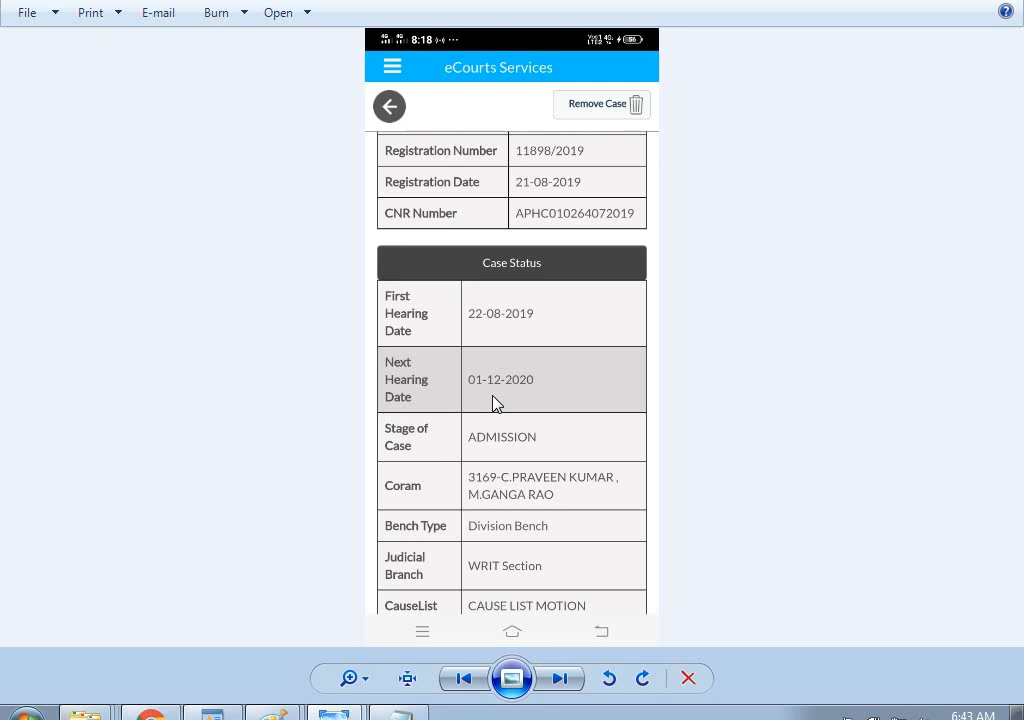 File Print E-mail Burn Open
4G 4G 8:18 56
eCourts Services
Remove Case
Registration Number 11898/2019
Registration Date 21-08-2019
CNR Number APHC010264072019
Case Status
First
Hearing
Date
22-08-2019
Next
Hearing
Date
01-12-2020
Stage of
Case
ADMISSION
Coram
3169-C.PRAVEEN KUMAR ,
M.GANGA RAO
Bench Type Division Bench
Judicial
Branch
WRIT Section
CauseList CAUSE LIST MOTION
6:43 AM